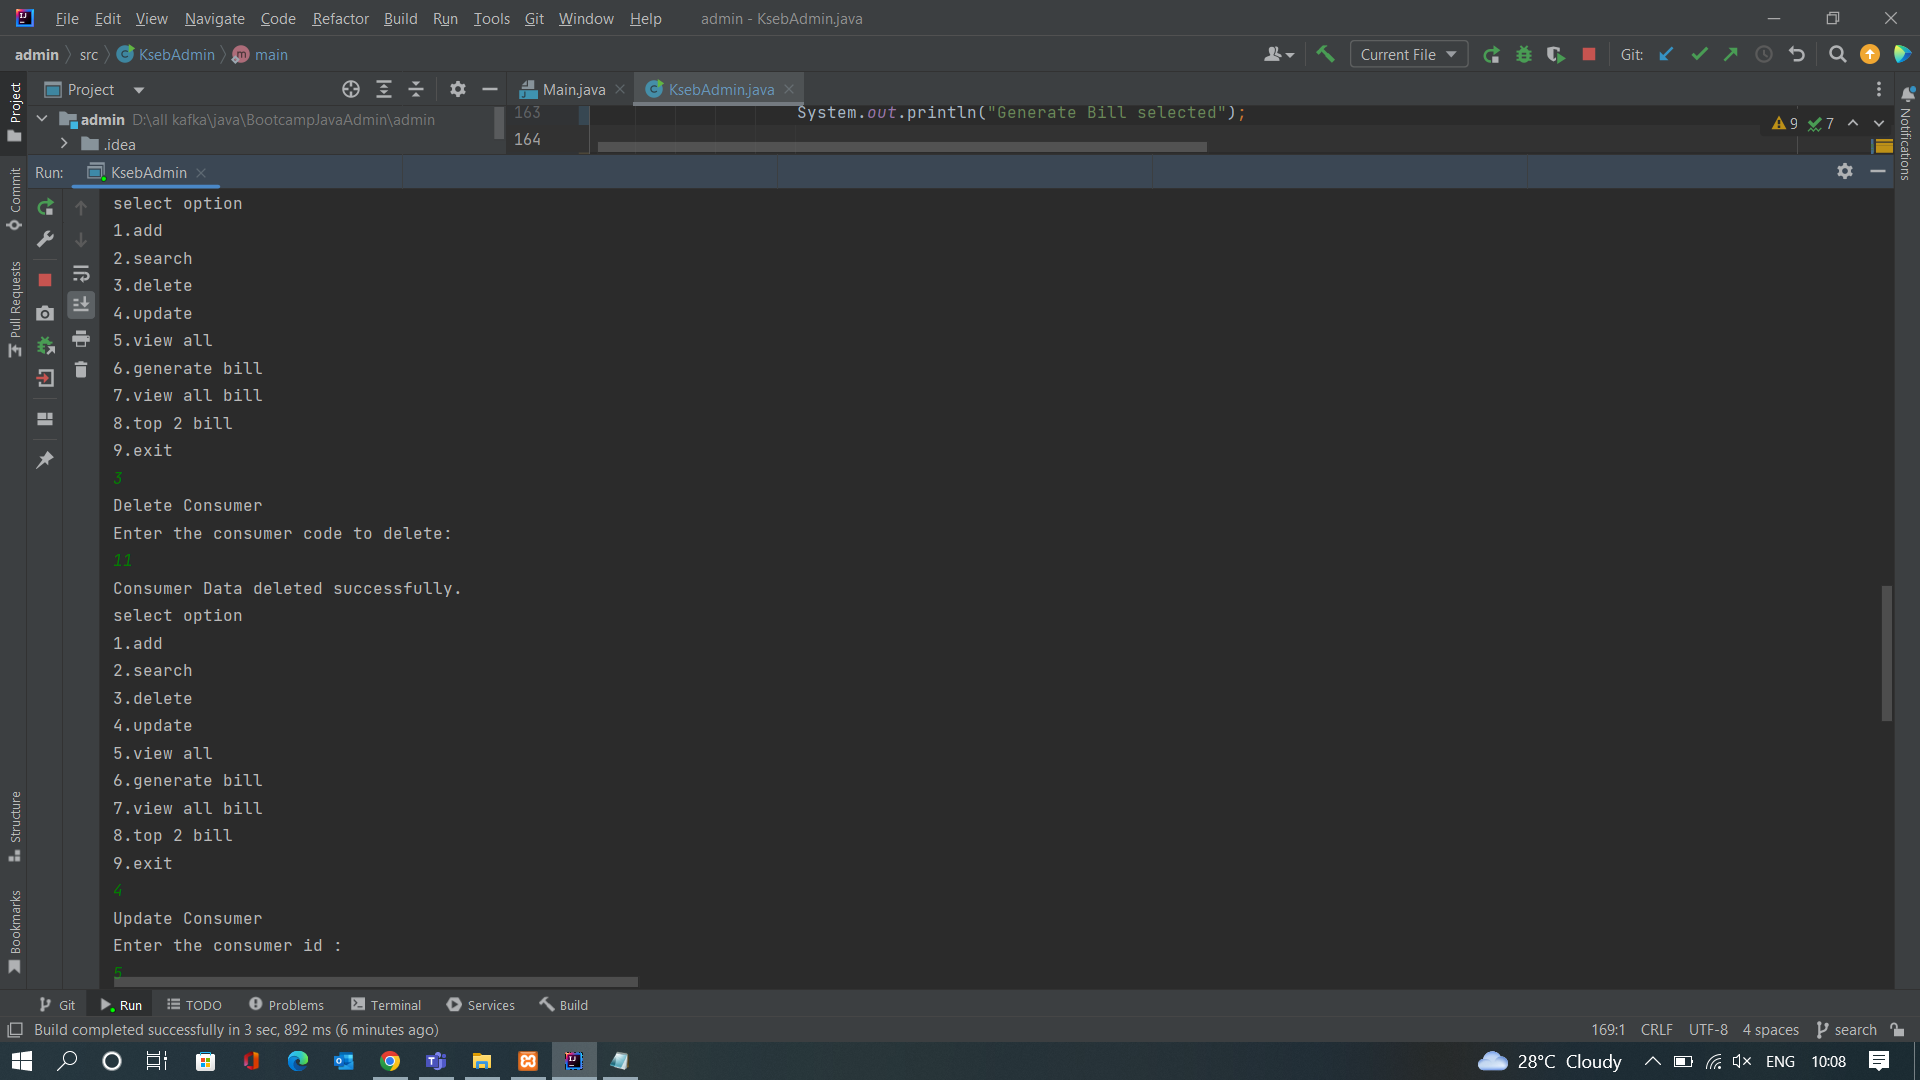 File Edit View Navigate Code Refactor Build Run Tools Git Window Help admin - KsebAdmin.java
admin src KsebAdmin main
Current File Git:
Project Main.java KsebAdmin.java
admin D:\all kafka\java\BootcampJavaAdmin\admin
.idea
163 System.out.println("Generate Bill selected");
164
9 7
Run: KsebAdmin
select option
1.add
2.search
3.delete
4.update
5.view all
6.generate bill
7.view all bill
8.top 2 bill
9.exit
3
Delete Consumer
Enter the consumer code to delete:
11
Consumer Data deleted successfully.
select option
1.add
2.search
3.delete
4.update
5.view all
6.generate bill
7.view all bill
8.top 2 bill
9.exit
4
Update Consumer
Enter the consumer id :
5
Project
Commit
Pull Requests
Structure
Bookmarks
Notifications
Git Run TODO Problems Terminal Services Build
Build completed successfully in 3 sec, 892 ms (6 minutes ago) 169:1 CRLF UTF-8 4 spaces search
28°C Cloudy ENG 10:08